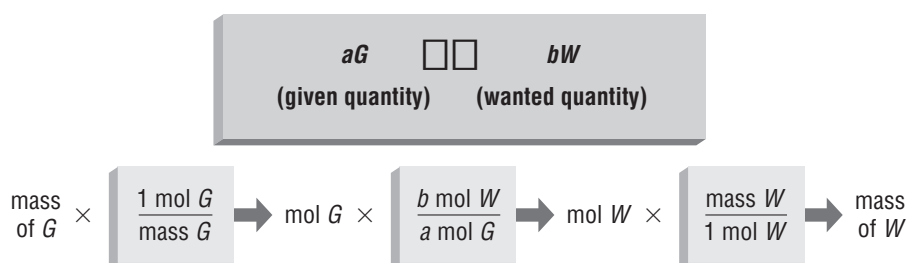 aG □□ bW
(given quantity) (wanted quantity)
mass of G × 1 mol G / mass G → mol G × b mol W / a mol G → mol W × mass W / 1 mol W → mass of W